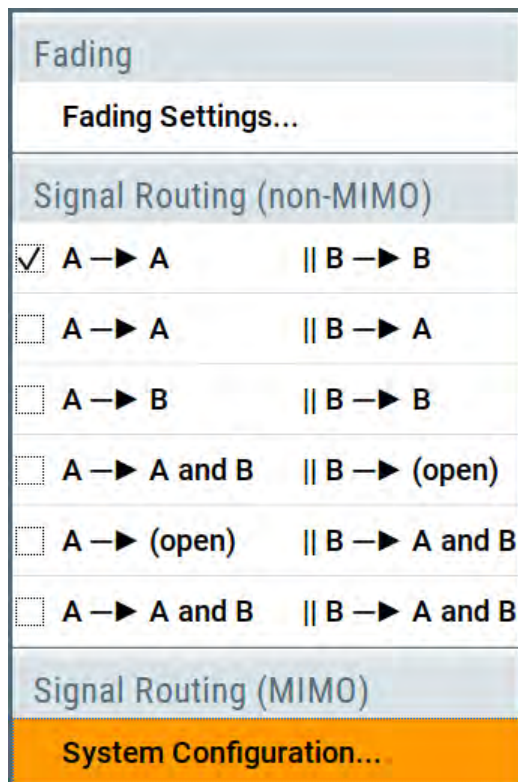 Fading
Fading Settings...
Signal Routing (non-MIMO)
A —► A || B —► B
A —► A || B —► A
A —► B || B —► B
A —► A and B || B —► (open)
A —► (open) || B —► A and B
A —► A and B || B —► A and B
Signal Routing (MIMO)
System Configuration...